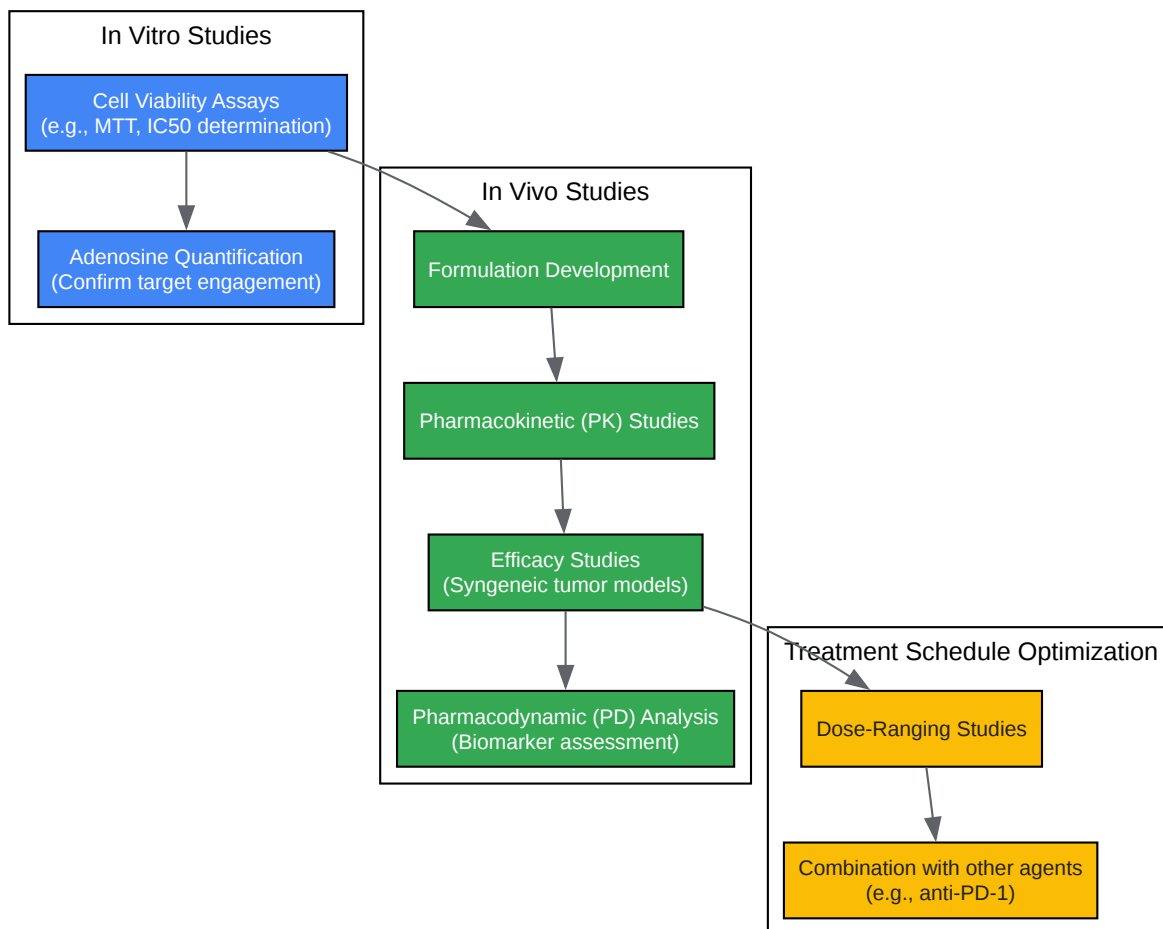 In Vitro Studies
Cell Viability Assays
(e.g., MTT, IC50 determination)
Adenosine Quantification
(Confirm target engagement)
In Vivo Studies
Formulation Development
Pharmacokinetic (PK) Studies
Efficacy Studies
(Syngeneic tumor models)
Pharmacodynamic (PD) Analysis
(Biomarker assessment)
Treatment Schedule Optimization
Dose-Ranging Studies
Combination with other agents
(e.g., anti-PD-1)